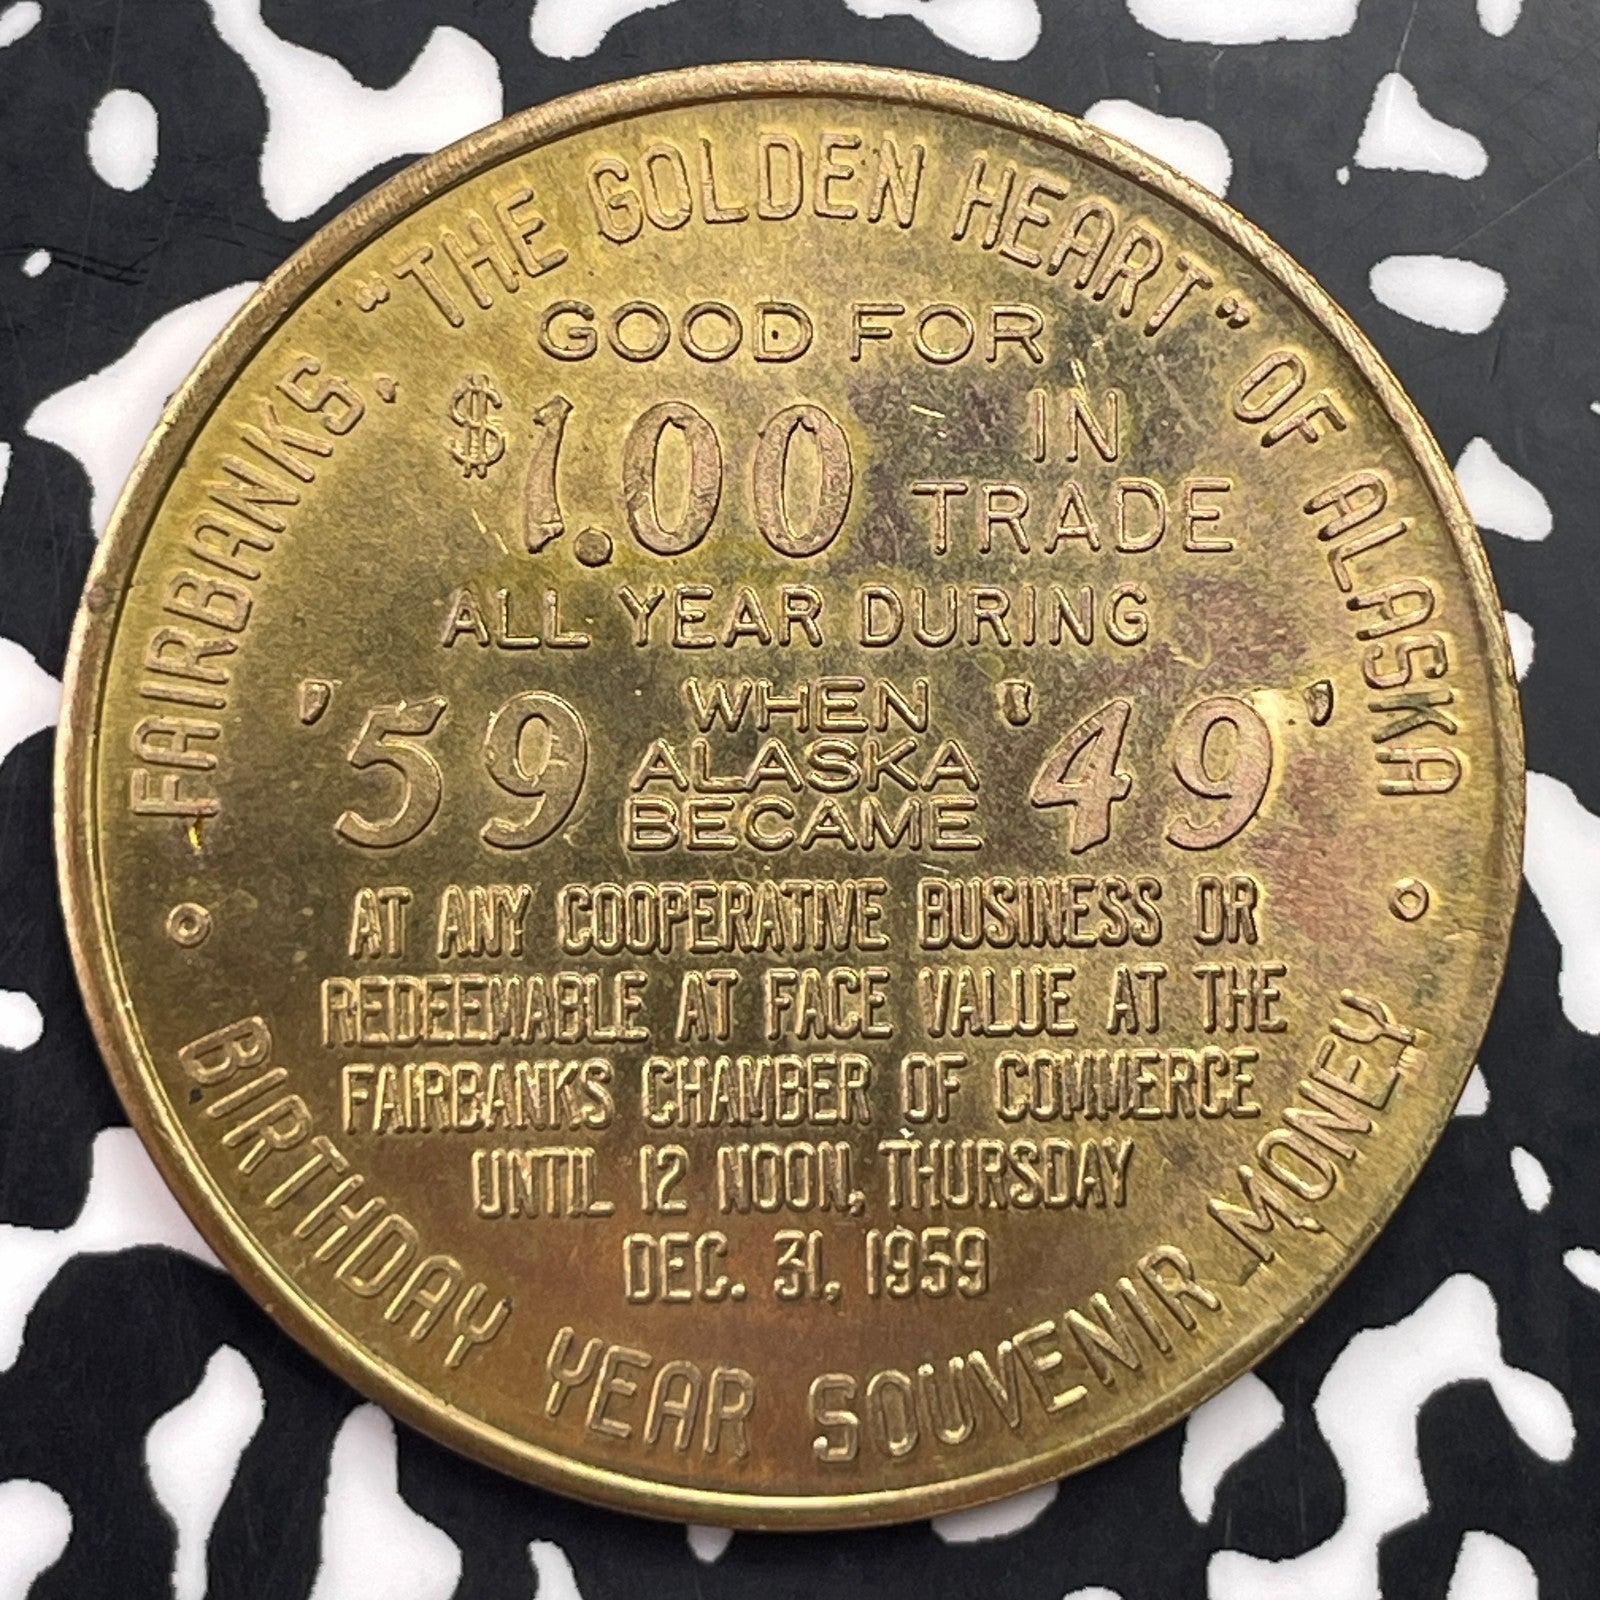 FAIRBANKS, "THE GOLDEN HEART" OF ALASKA
GOOD FOR
$1.00 IN TRADE
ALL YEAR DURING
'59 WHEN ALASKA BECAME '49'
AT ANY COOPERATIVE BUSINESS OR
REDEEMABLE AT FACE VALUE AT THE
FAIRBANKS CHAMBER OF COMMERCE
UNTIL 12 NOON, THURSDAY
DEC. 31, 1959
BIRTHDAY YEAR SOUVENIR MONEY